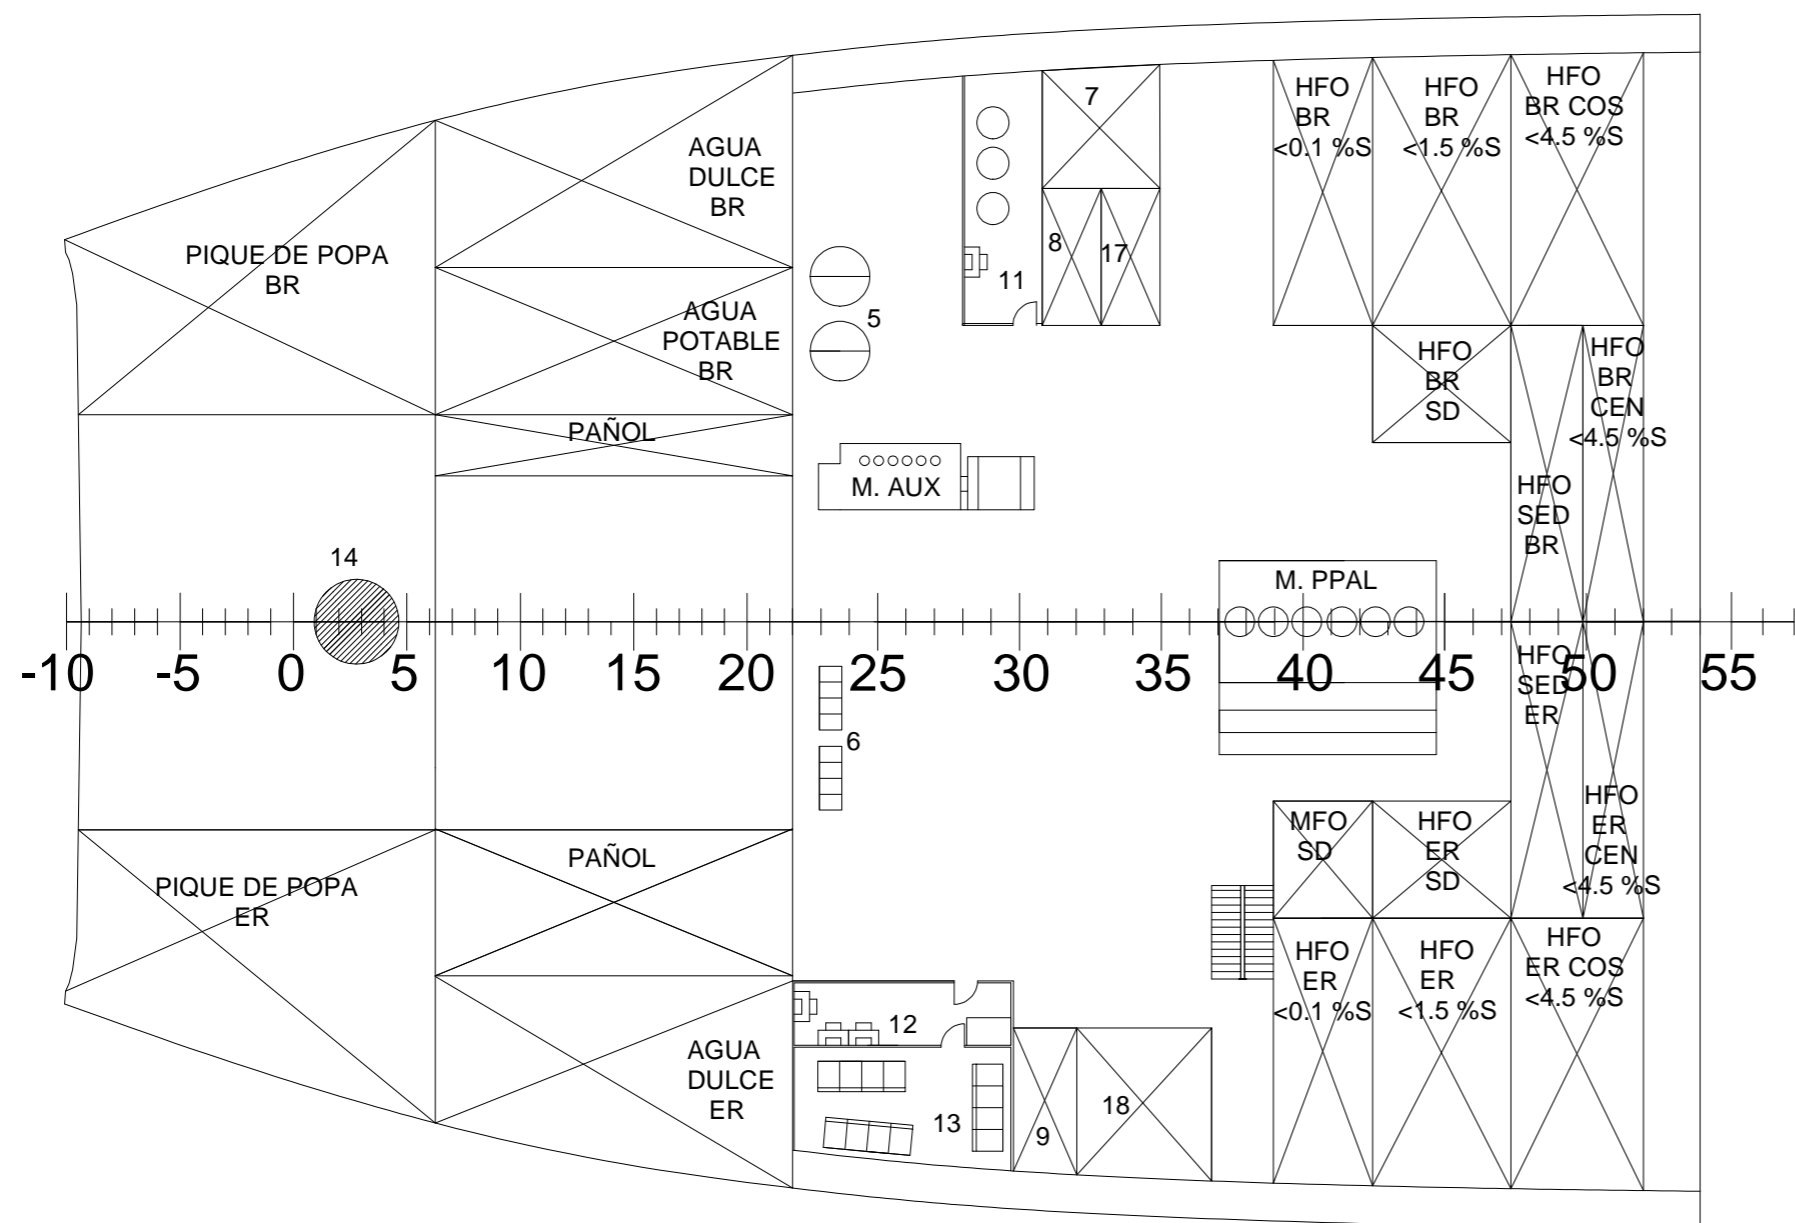 HFO
BR
<0.1 %S
HFO
BR
<1.5 %S
HFO
BR COS
<4.5 %S
7
AGUA
DULCE
BR
PIQUE DE POPA
BR
8
17
11
5
AGUA
POTABLE
BR
HFO
BR
SD
HFO
BR
CEN
<4.5 %S
PAÑOL
M. AUX
HFO
SED
BR
14
M. PPAL
-10
-5
0
5
10
15
20
25
30
35
40
45
50
55
HFO
SED
ER
6
MFO
SD
HFO
ER
SD
HFO
ER
CEN
<4.5 %S
PAÑOL
PIQUE DE POPA
ER
HFO
ER
<0.1 %S
HFO
ER
<1.5 %S
HFO
ER COS
<4.5 %S
12
AGUA
DULCE
ER
13
9
18